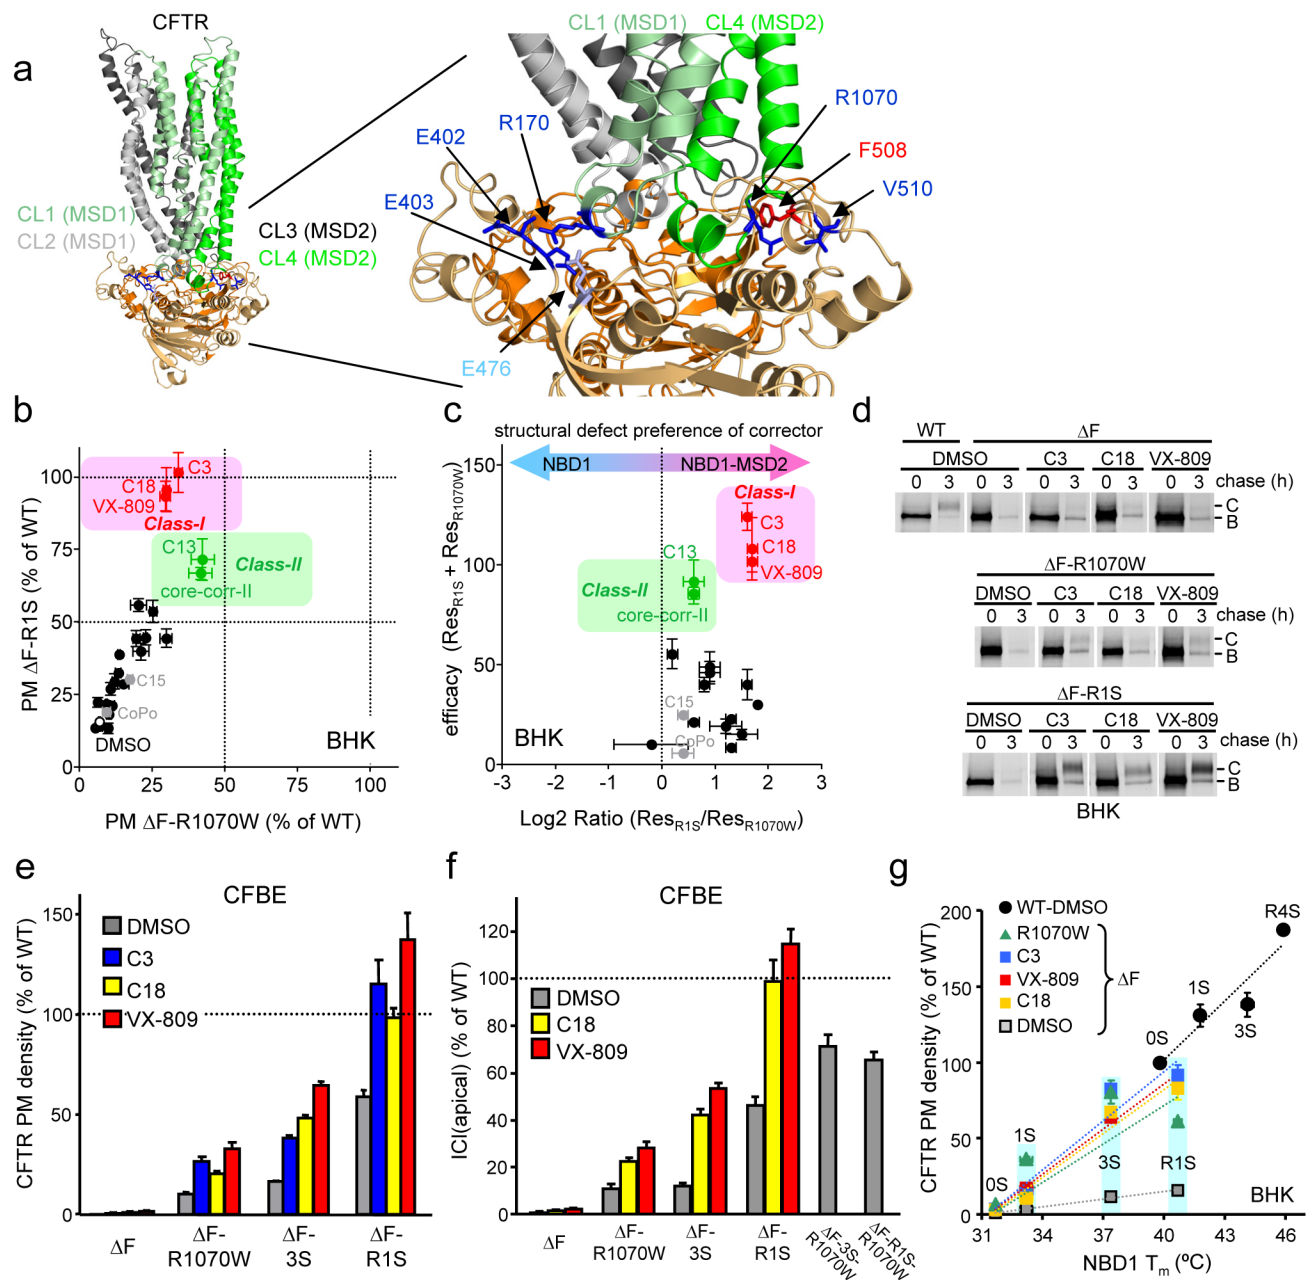 a
CFTR
CL1 (MSD1)
CL2 (MSD1)
CL3 (MSD2)
CL4 (MSD2)
CL1 (MSD1)
CL4 (MSD2)
E402
R170
E403
E476
R1070
F508
V510
b
PM ΔF-R1S (% of WT)
100
75
50
25
0
0
25
50
75
100
C3
C18
VX-809
Class-I
C13
Class-II
core-corr-II
C15
CoPo
DMSO
BHK
PM ΔF-R1070W (% of WT)
c
structural defect preference of corrector
NBD1
NBD1-MSD2
efficacy (ResR1S + ResR1070W)
150
100
50
0
-3
-2
-1
0
1
2
3
Class-I
C3
C18
VX-809
C13
Class-II
core-corr-II
C15
CoPo
BHK
Log2 Ratio (ResR1S/ResR1070W)
d
WT
ΔF
DMSO
C3
C18
VX-809
0 3 0 3 0 3 0 3 0 3
chase (h)
C
B
ΔF-R1070W
DMSO
C3
C18
VX-809
0 3 0 3 0 3 0 3
chase (h)
C
B
ΔF-R1S
DMSO
C3
C18
VX-809
0 3 0 3 0 3 0 3
chase (h)
C
B
BHK
e
CFBE
CFTR PM density (% of WT)
150
100
50
0
DMSO
C3
C18
VX-809
ΔF
ΔF-R1070W
ΔF-3S
ΔF-R1S
f
CFBE
ICl(apical) (% of WT)
125
100
75
50
25
0
DMSO
C18
VX-809
ΔF
ΔF-R1070W
ΔF-3S
ΔF-R1S
ΔF-3S-R1070W
ΔF-R1S-R1070W
g
CFTR PM density (% of WT)
200
150
100
50
0
31
34
37
40
43
46
WT-DMSO
R1070W
C3
VX-809
C18
DMSO
ΔF
R4S
1S
3S
0S
1S
0S
3S
R1S
BHK
NBD1 Tm (ºC)